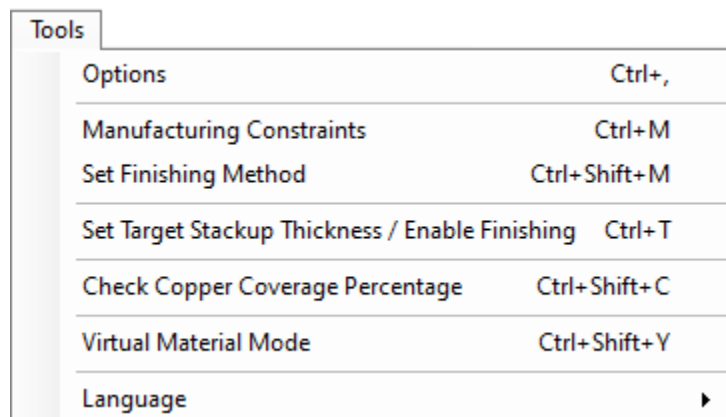 Tools
Options Ctrl+,
Manufacturing Constraints Ctrl+M
Set Finishing Method Ctrl+Shift+M
Set Target Stackup Thickness / Enable Finishing Ctrl+T
Check Copper Coverage Percentage Ctrl+Shift+C
Virtual Material Mode Ctrl+Shift+Y
Language